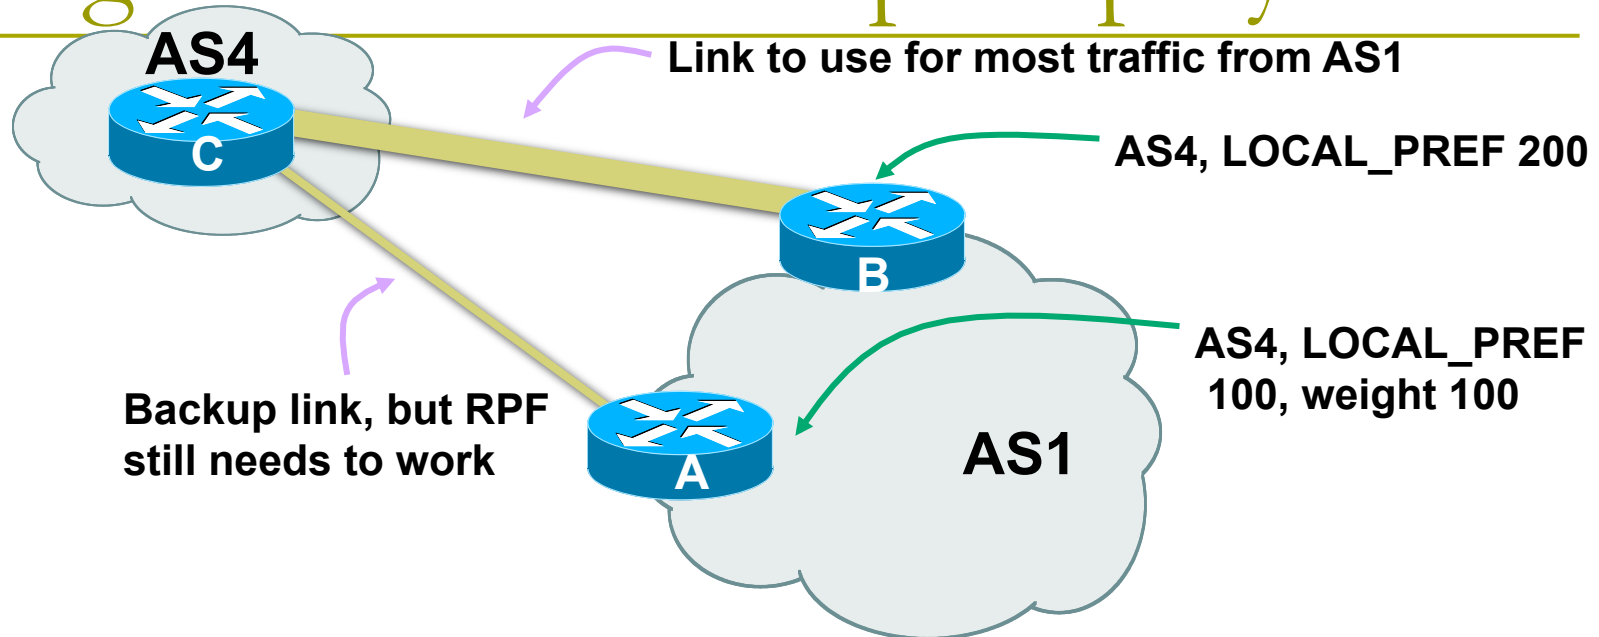 AS4
Link to use for most traffic from AS1
C
AS4, LOCAL_PREF 200
B
AS4, LOCAL_PREF
100, weight 100
Backup link, but RPF
still needs to work
A
AS1